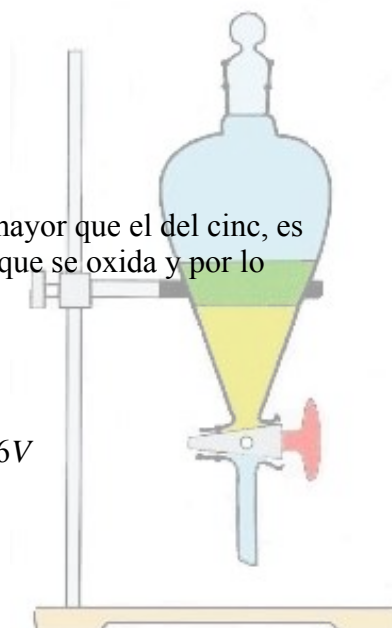 mayor que el del cinc, es
que se oxida y por lo
6V